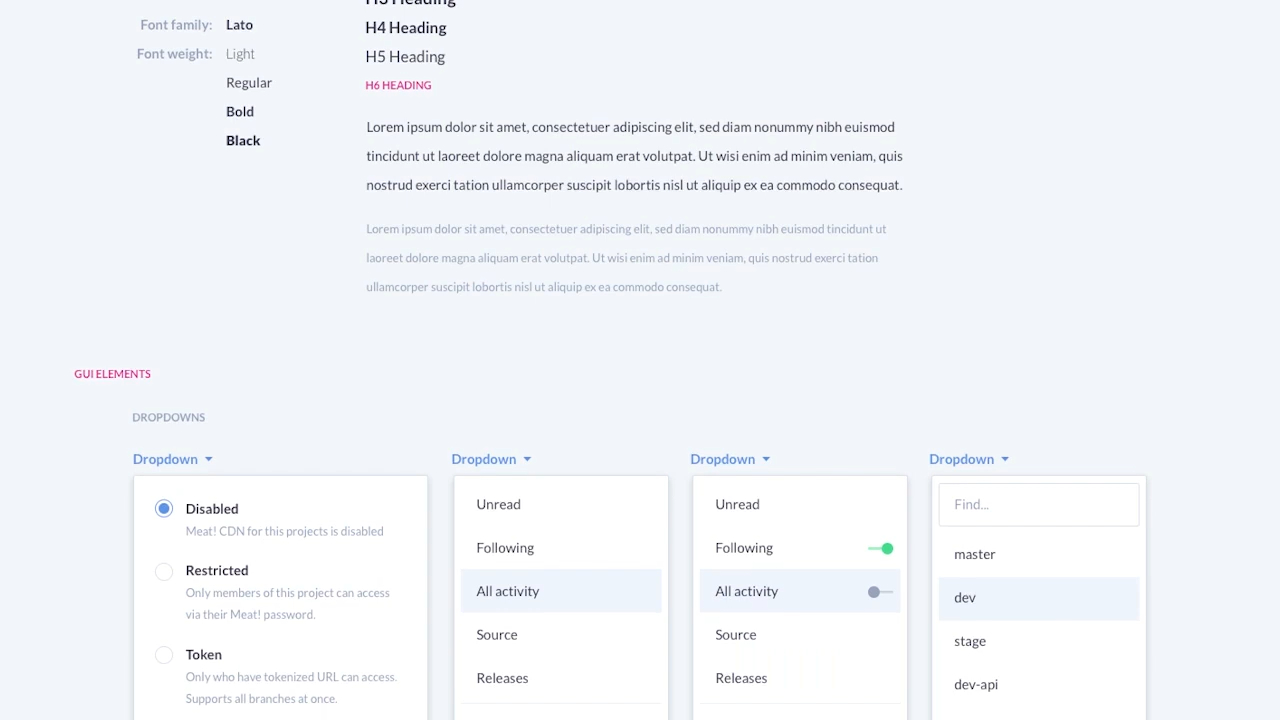 Font family: Lato
Font weight: Light
Regular
Bold
Black
H3 Heading
H4 Heading
H5 Heading
H6 HEADING
Lorem ipsum dolor sit amet, consectetuer adipiscing elit, sed diam nonummy nibh euismod
tincidunt ut laoreet dolore magna aliquam erat volutpat. Ut wisi enim ad minim veniam, quis
nostrud exerci tation ullamcorper suscipit lobortis nisl ut aliquip ex ea commodo consequat.
Lorem ipsum dolor sit amet, consectetuer adipiscing elit, sed diam nonummy nibh euismod tincidunt ut
laoreet dolore magna aliquam erat volutpat. Ut wisi enim ad minim veniam, quis nostrud exerci tation
ullamcorper suscipit lobortis nisl ut aliquip ex ea commodo consequat.
GUI ELEMENTS
DROPDOWNS
Dropdown
Disabled
Meat! CDN for this projects is disabled
Restricted
Only members of this project can access
via their Meat! password.
Token
Only who have tokenized URL can access.
Supports all branches at once.
Dropdown
Unread
Following
All activity
Source
Releases
Dropdown
Unread
Following
All activity
Source
Releases
Dropdown
Find...
master
dev
stage
dev-api